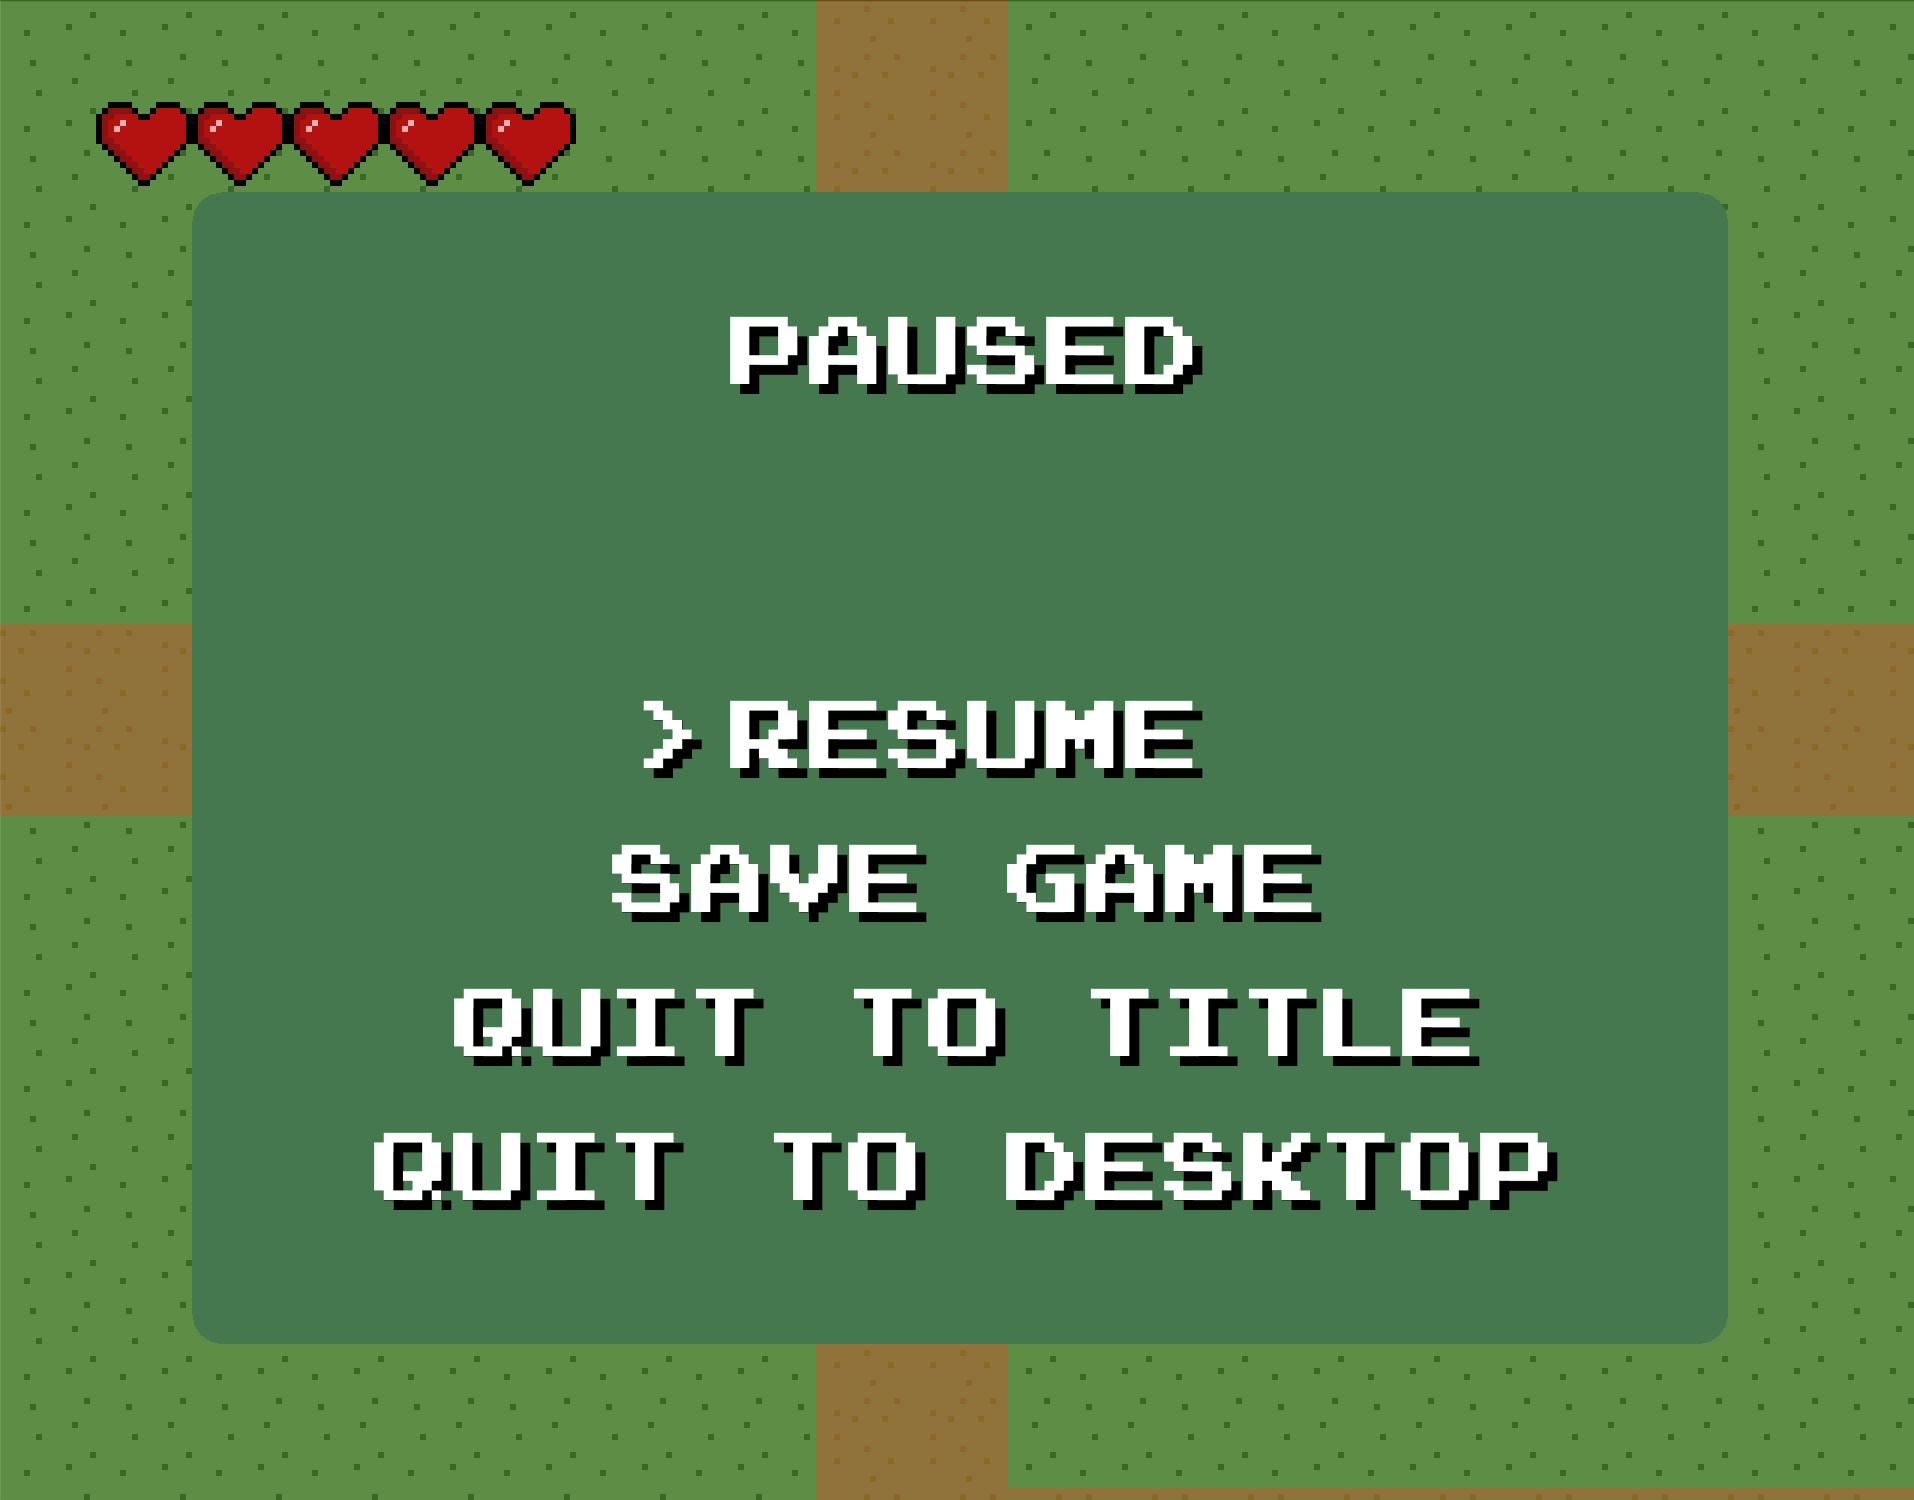 PAUSED
>RESUME
SAVE GAME
QUIT TO TITLE
QUIT TO DESKTOP